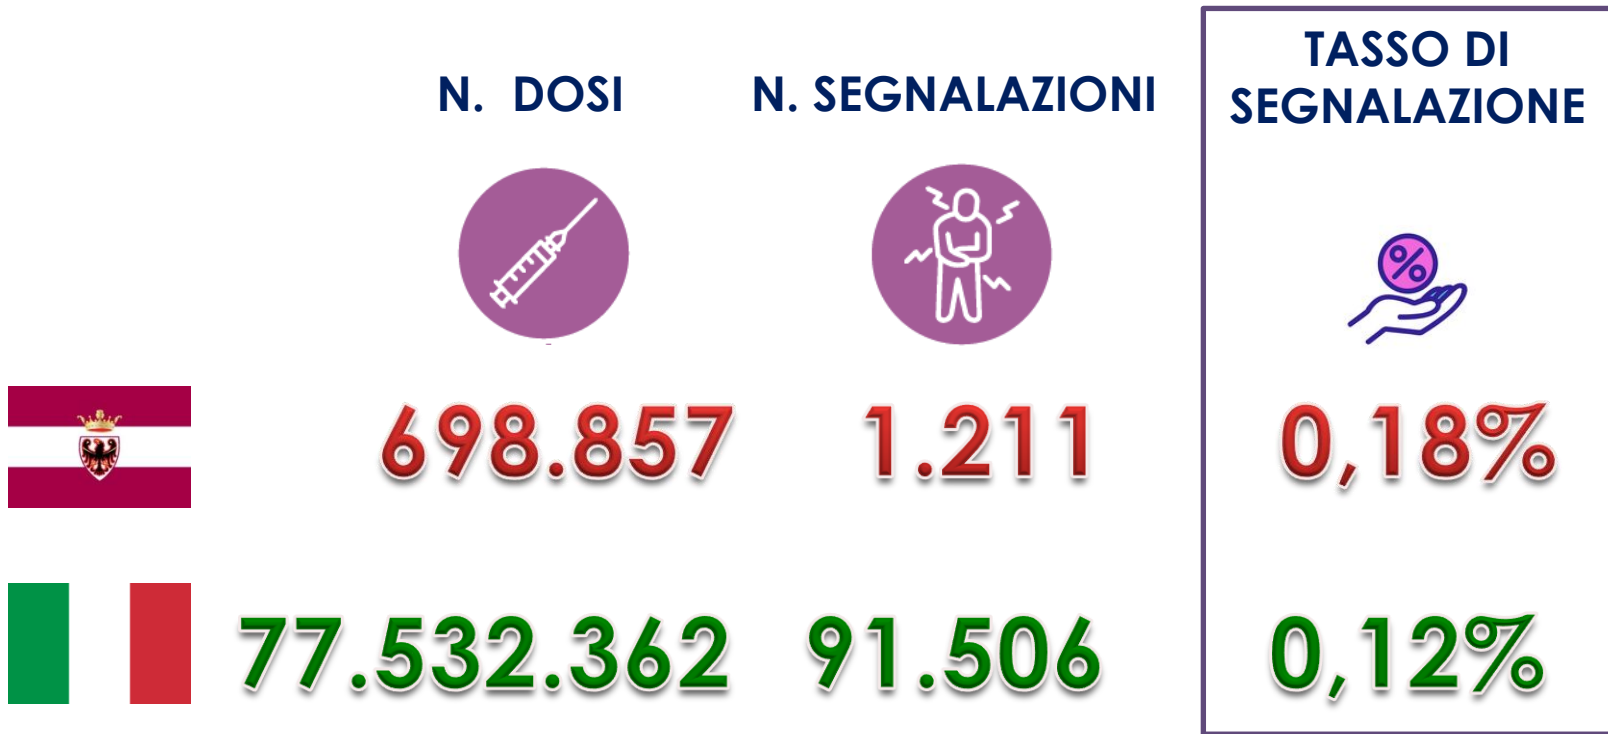 N. DOSI
N. SEGNALAZIONI
TASSO DI
SEGNALAZIONE
%
698.857
1.211
0,18%
77.532.362
91.506
0,12%